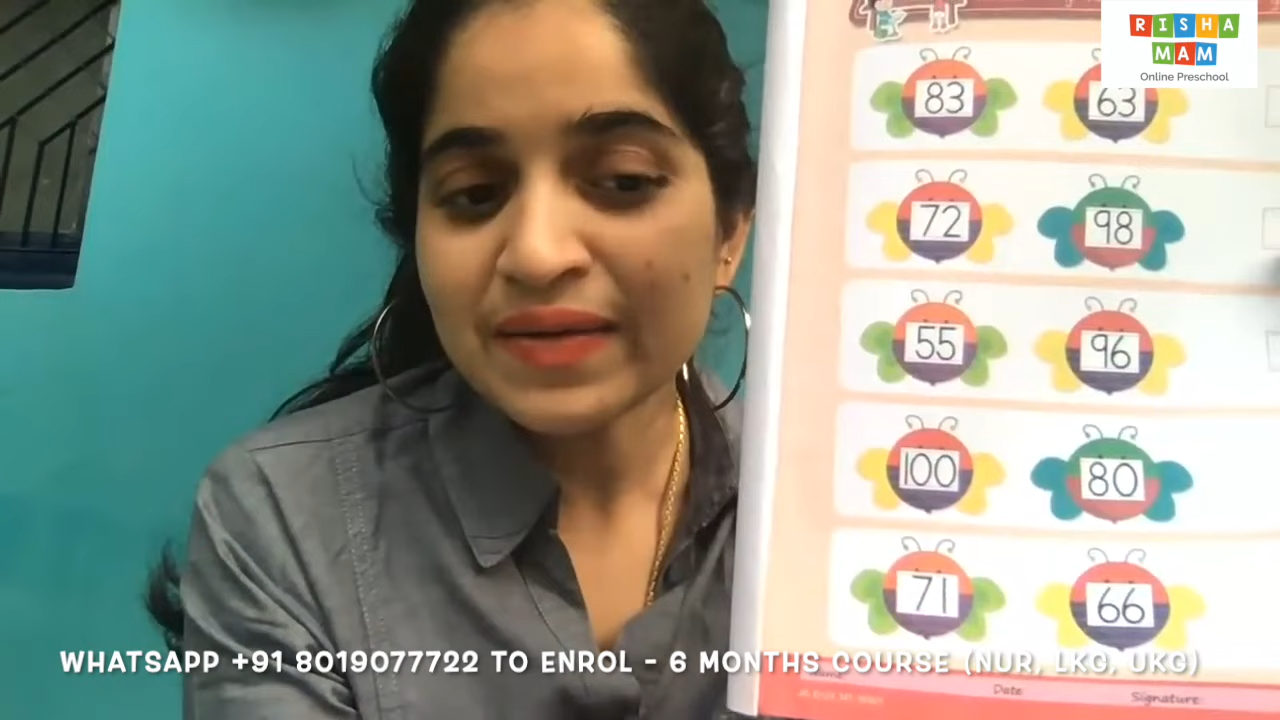 RISHA
MAM
Online Preschool
83 63
72 98
55 96
100 80
71 66
WHATSAPP +91 8019077722 TO ENROL - 6 MONTHS COURSE (NUR, LKG, UKG)
Name
Date
Signature: